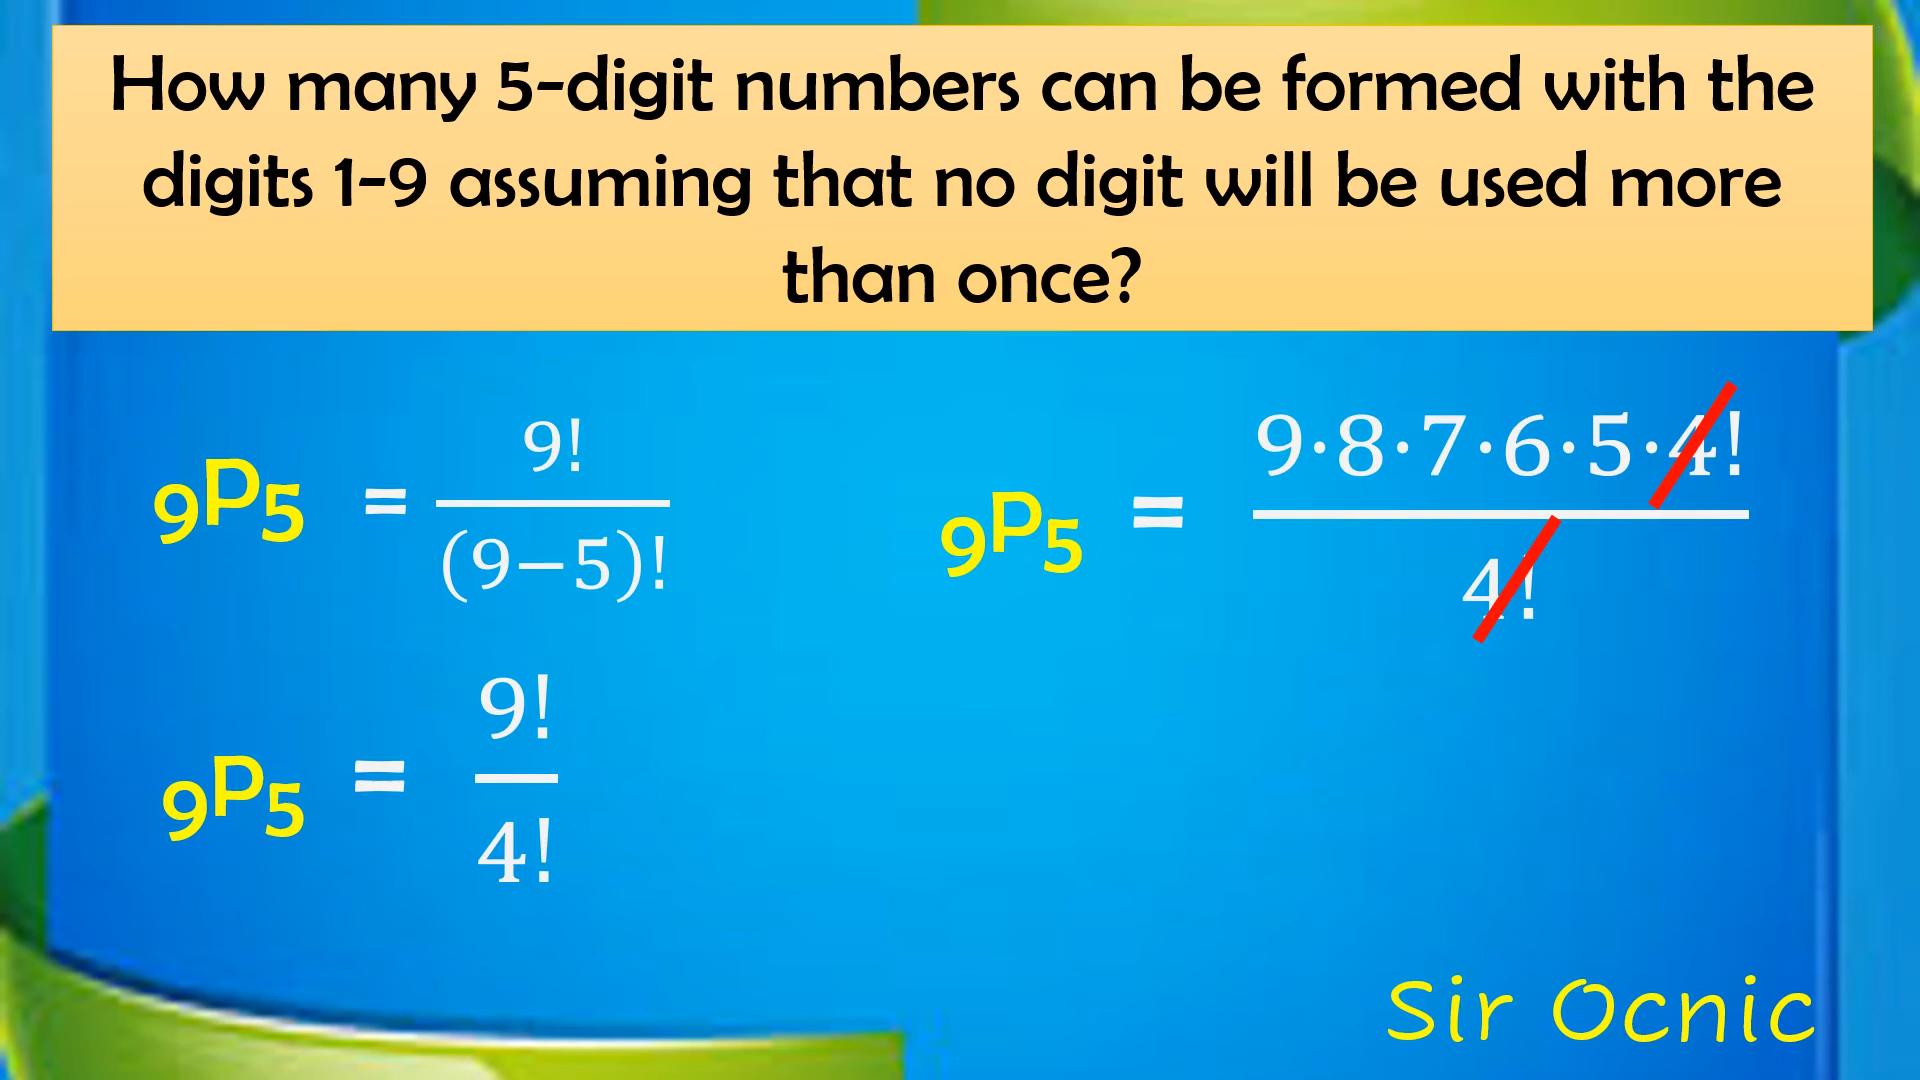 How many 5-digit numbers can be formed with the
digits 1-9 assuming that no digit will be used more
than once?
₉P₅ = 9!/(9−5)!
₉P₅ = 9!/4!
₉P₅ = 9·8·7·6·5·4!/4!
Sir Ocnic